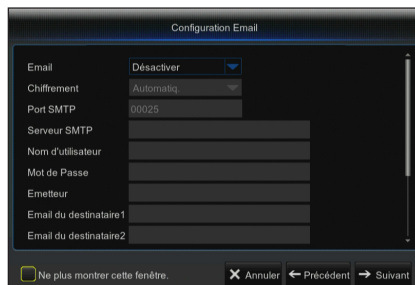 Configuration Email
Email Désactiver
Chiffrement Automatiq.
Port SMTP 00025
Serveur SMTP
Nom d'utilisateur
Mot de Passe
Emetteur
Email du destinataire1
Email du destinataire2
Ne plus montrer cette fenêtre. Annuler Précédent Suivant